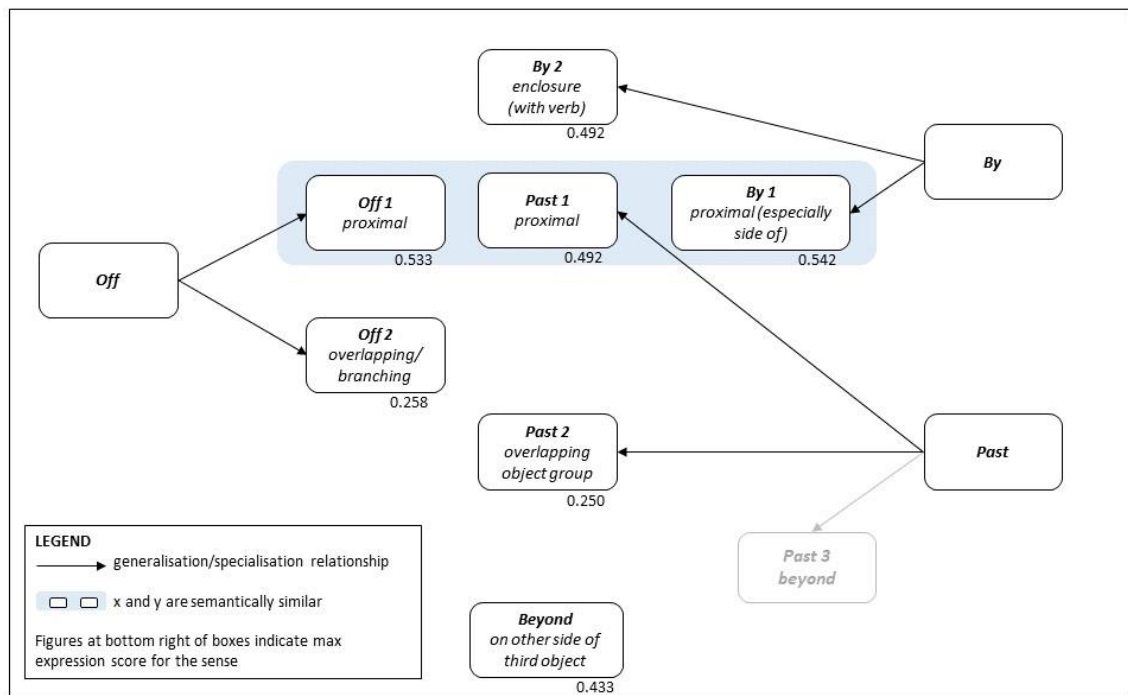 By 2
enclosure
(with verb)
0.492
By
Off 1
proximal
0.533
Past 1
proximal
0.492
By 1
proximal (especially
side of)
0.542
Off
Off 2
overlapping/
branching
0.258
Past 2
overlapping
object group
0.250
Past
Past 3
beyond
Beyond
on other side of
third object
0.433
LEGEND
generalisation/specialisation relationship
x and y are semantically similar
Figures at bottom right of boxes indicate max
expression score for the sense